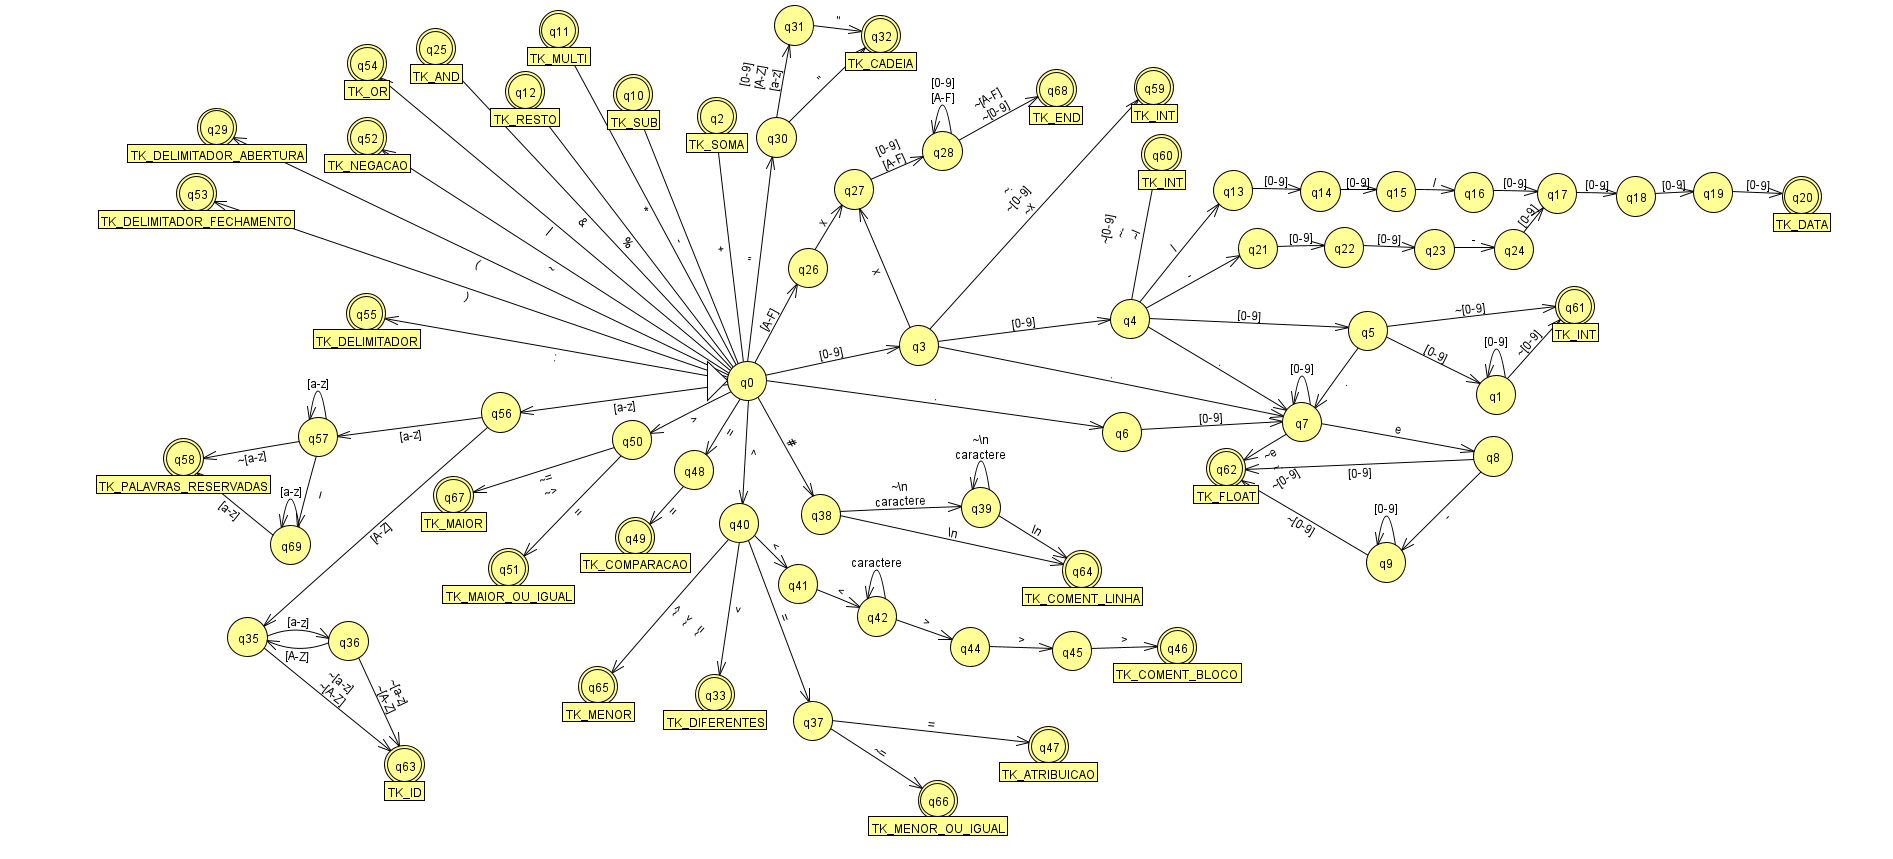 q31
"
q11
q32
TK_MULTI
q25
TK_CADEIA
TK_AND
q54
TK_OR
[0-9]
[A-Z]
[a-z]
"
q12
TK_RESTO
q10
TK_SUB
q2
TK_SOMA
q30
[0-9]
[A-F]
q28
~[A-F]
~[0-9]
q68
TK_END
q59
TK_INT
q29
TK_DELIMITADOR_ABERTURA
q52
TK_NEGACAO
q53
TK_DELIMITADOR_FECHAMENTO
q27
[0-9]
[A-F]
q60
TK_INT
q13
[0-9]
q14
[0-9]
q15
/
q16
[0-9]
q17
[0-9]
q18
[0-9]
q19
[0-9]
q20
TK_DATA
~.
~[0-9]
~x
~[0-9]
~-
~/
/
-
q21
[0-9]
q22
[0-9]
q23
-
q24
[0-9]
|
&
%
*
-
+
"
(
~
)
q26
x
x
[A-F]
q55
TK_DELIMITADOR
:
q0
[0-9]
q3
[0-9]
q4
[0-9]
q5
~[0-9]
q61
TK_INT
[0-9]
~[0-9]
[0-9]
q1
.
.
.
.
q6
[0-9]
[0-9]
q7
e
q8
~e
~.
~[0-9]
[0-9]
-
q62
TK_FLOAT
~[0-9]
[0-9]
q9
[a-z]
q56
[a-z]
[a-z]
q57
~[a-z]
q58
TK_PALAVRAS_RESERVADAS
[a-z]
[a-z]
q69
[A-Z]
>
q50
~=
~>
q67
TK_MAIOR
=
q51
TK_MAIOR_OU_IGUAL
=
q48
=
q49
TK_COMPARACAO
<
q40
#
q38
~\n
caractere
~\n
caractere
q39
\n
\n
q64
TK_COMENT_LINHA
<
q41
<
caractere
q42
>
q44
>
q45
>
q46
TK_COMENT_BLOCO
~<
~>
~=
q65
TK_MENOR
>
q33
TK_DIFERENTES
=
q37
=
q47
TK_ATRIBUICAO
~=
q66
TK_MENOR_OU_IGUAL
q35
[a-z]
q36
[A-Z]
~[a-z]
~[A-Z]
~[a-z]
~[A-Z]
q63
TK_ID